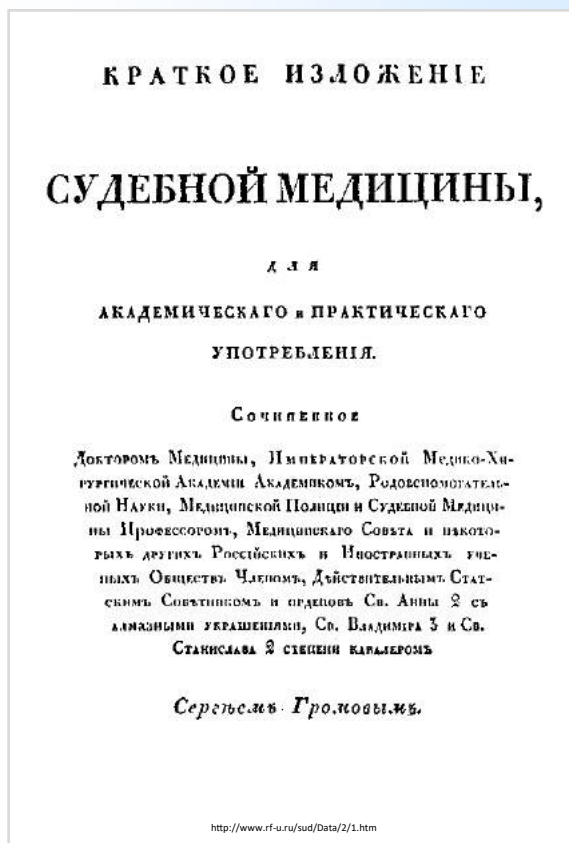 КРАТКОЕ ИЗЛОЖЕНІЕ
СУДЕБНОЙ МЕДИЦИНЫ,
для
АКАДЕМИЧЕСКАГО и ПРАКТИЧЕСКАГО
УПОТРЕБЛЕНІЯ.
Сочиненное
Докторомъ Медицины, Императорской Медико-Хи-
рургической Академіи Академикомъ, Родовспомогатель-
ной Науки, Медицинской Полиціи и Судебной Медици-
ны Профессоромъ, Медицинскаго Совѣта и нѣкото-
рыхъ другихъ Россійскихъ и Иностранныхъ уче-
ныхъ Обществъ Членомъ, Дѣйствительнымъ Стат-
скимъ Совѣтникомъ и орденовъ Св. Анны 2 съ
алмазными украшеніями, Св. Владиміра 3 и Св.
Станислава 2 степени кавалеромъ
Сергѣемъ Громовымъ.
http://www.rf-u.ru/sud/Data/2/1.htm